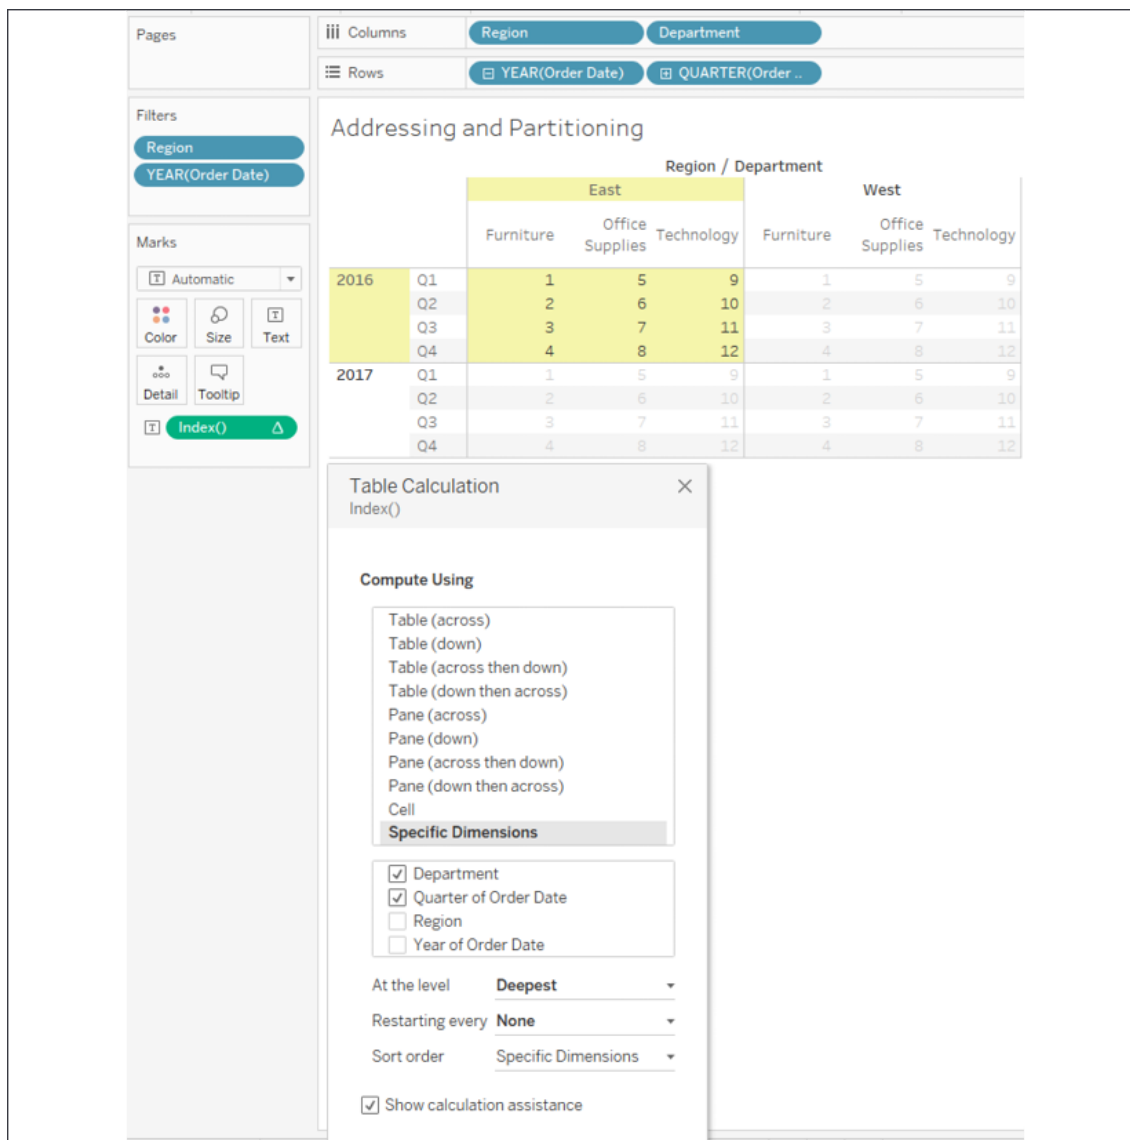 Pages
Columns Region Department
Rows YEAR(Order Date) QUARTER(Order ..
Filters
Region
YEAR(Order Date)
Marks
Automatic
Color Size Text
Detail Tooltip
Index()
Addressing and Partitioning
Region / Department
East West
Furniture Office Supplies Technology Furniture Office Supplies Technology
2016 Q1 1 5 9 1 5 9
Q2 2 6 10 2 6 10
Q3 3 7 11 3 7 11
Q4 4 8 12 4 8 12
2017 Q1 1 5 9 1 5 9
Q2 2 6 10 2 6 10
Q3 3 7 11 3 7 11
Q4 4 8 12 4 8 12
Table Calculation
Index()
Compute Using
Table (across)
Table (down)
Table (across then down)
Table (down then across)
Pane (across)
Pane (down)
Pane (across then down)
Pane (down then across)
Cell
Specific Dimensions
Department
Quarter of Order Date
Region
Year of Order Date
At the level Deepest
Restarting every None
Sort order Specific Dimensions
Show calculation assistance